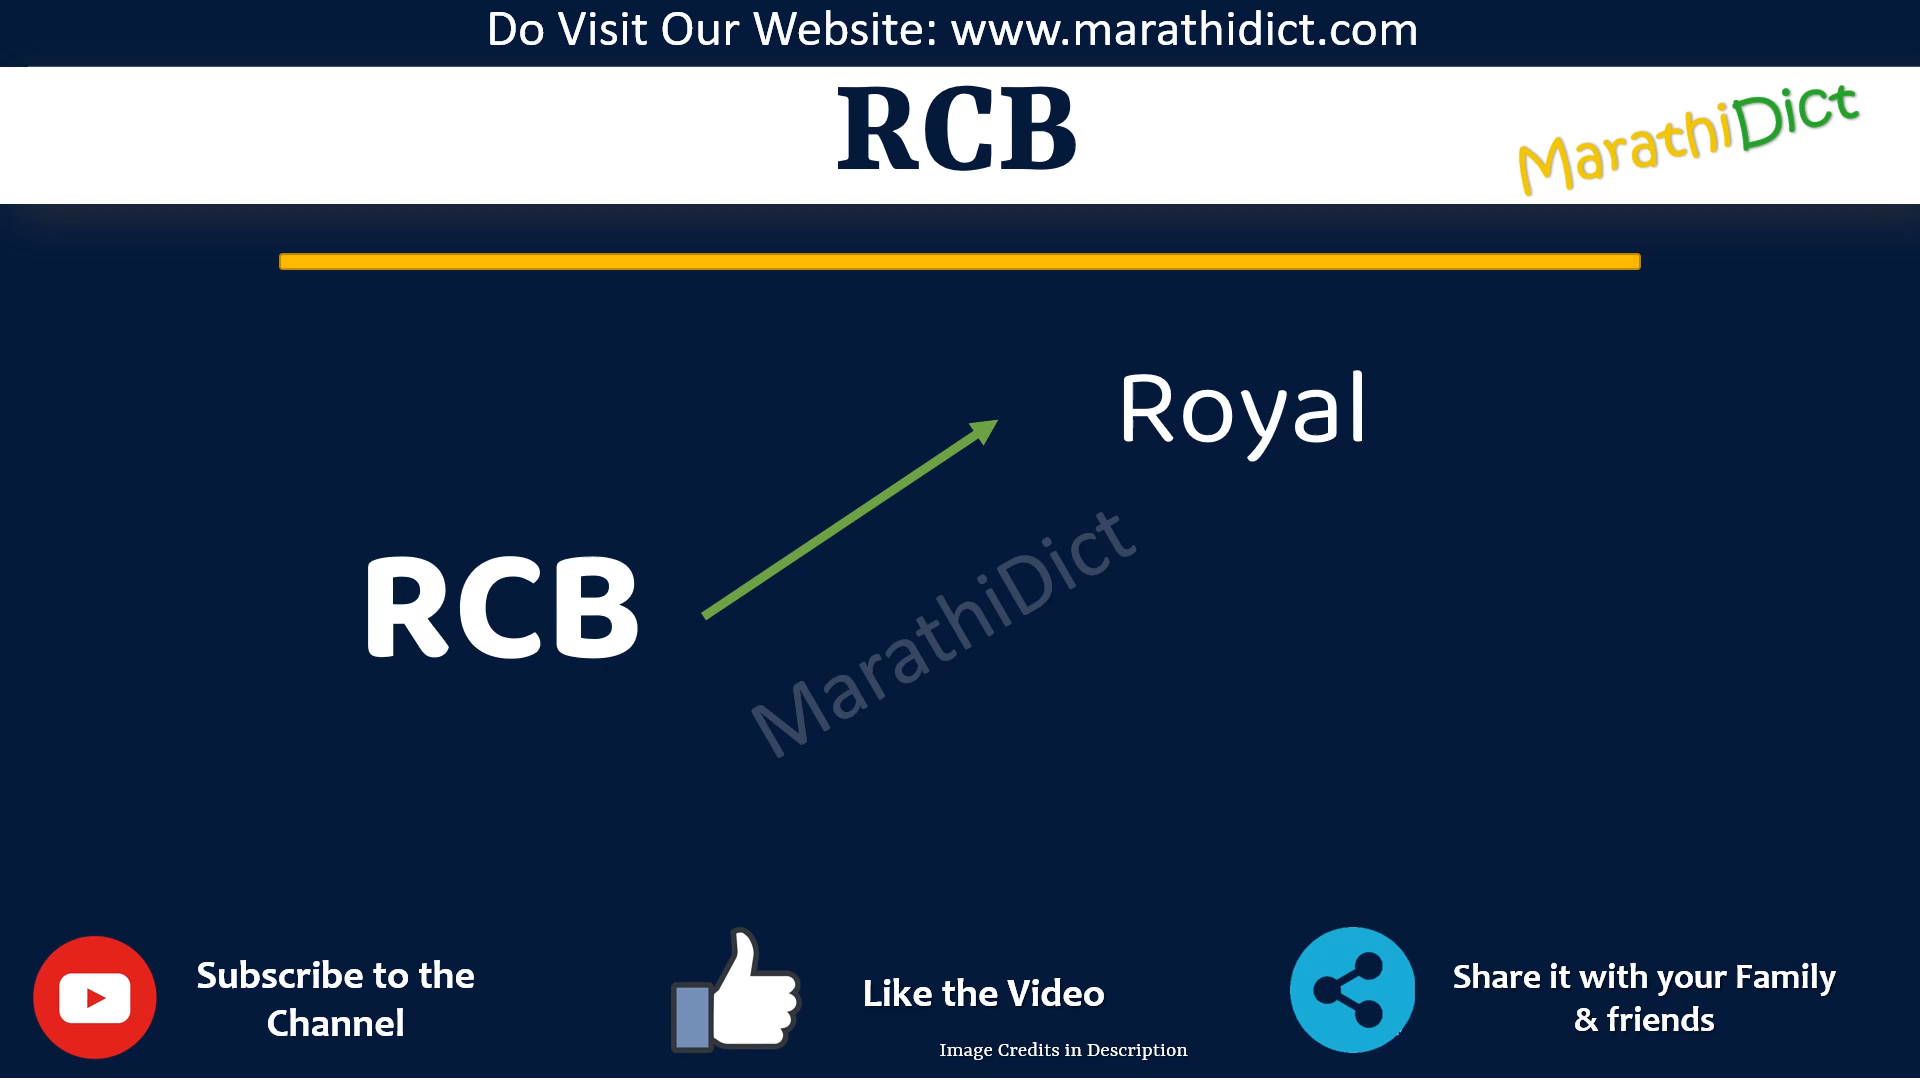 Do Visit Our Website: www.marathidict.com
RCB
MarathiDict
Royal
RCB
MarathiDict
Subscribe to the
Channel
Like the Video
Share it with your Family
& friends
Image Credits in Description